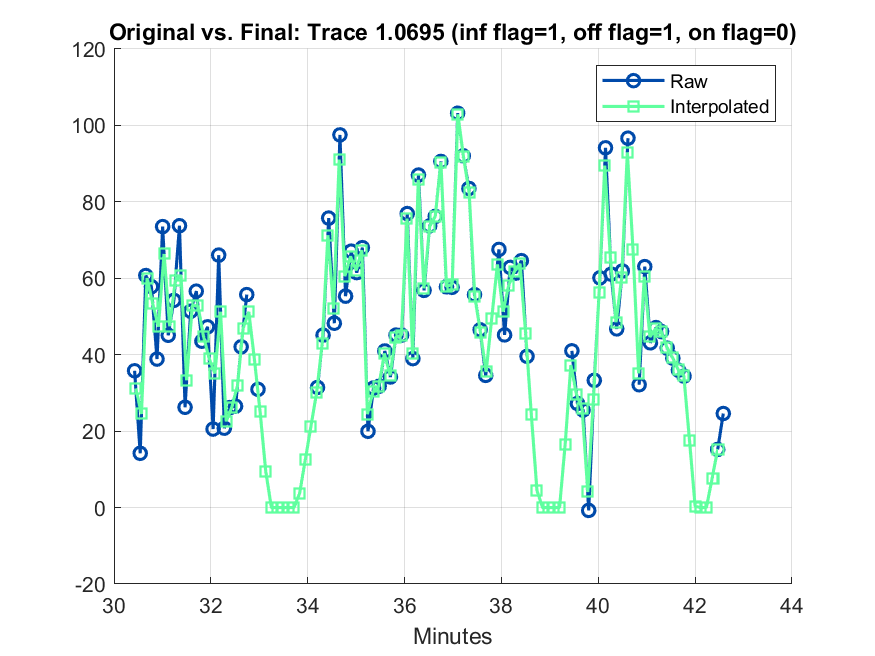 Original vs. Final: Trace 1.0695 (inf flag=1, off flag=1, on flag=0)
120
100
80
60
40
20
0
-20
Raw
Interpolated
30 32 34 36 38 40 42 44
Minutes